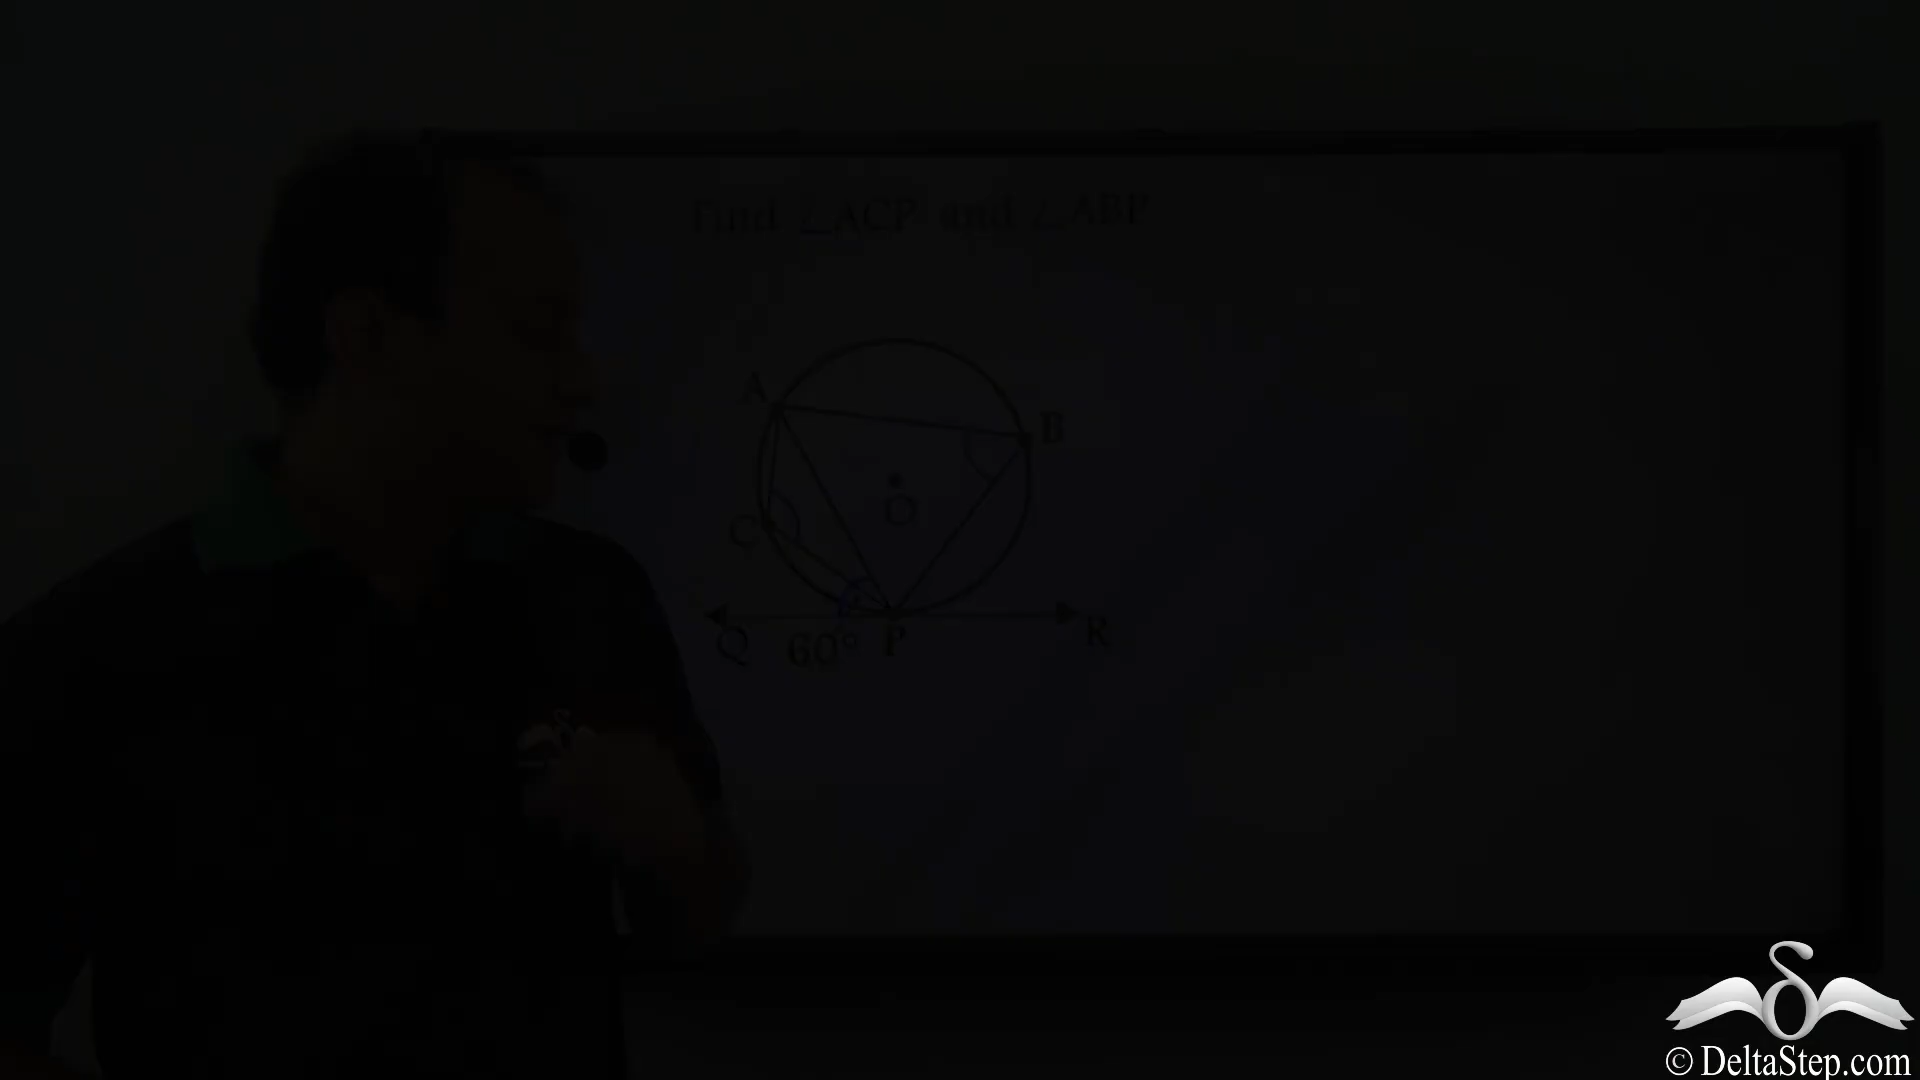 Find ∠ACP and ∠ABP
A
B
O
C
Q 60° P R
© DeltaStep.com